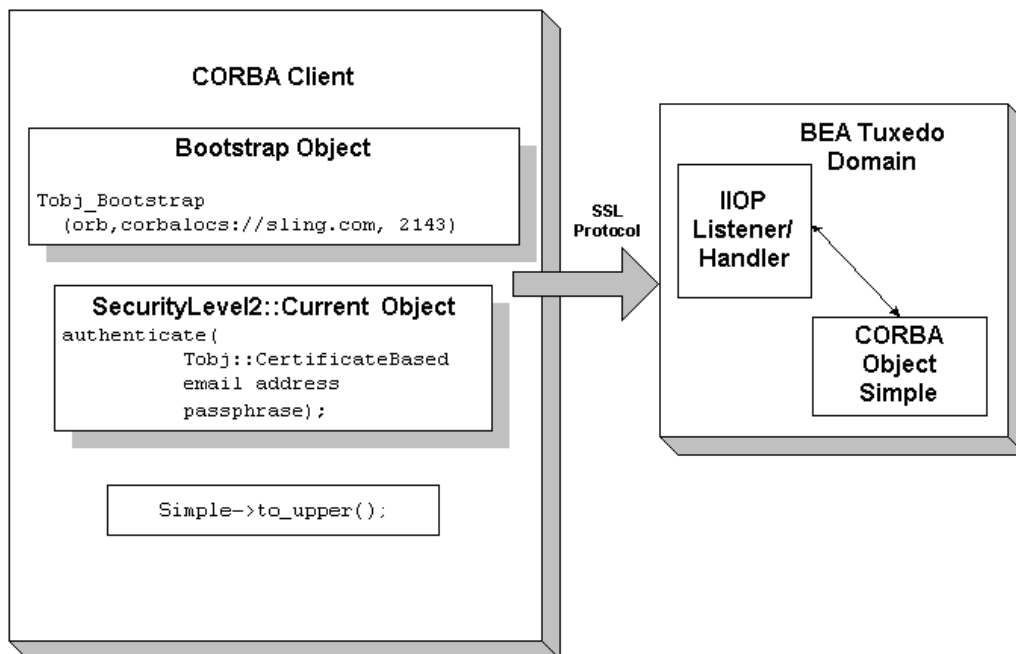 CORBA Client
Bootstrap Object
Tobj_Bootstrap
(orb,corbalocs://sling.com, 2143)
SecurityLevel2::Current Object
authenticate(
Tobj::CertificateBased
email address
passphrase);
Simple->to_upper();
SSL
Protocol
BEA Tuxedo
Domain
IIOP
Listener/
Handler
CORBA
Object
Simple